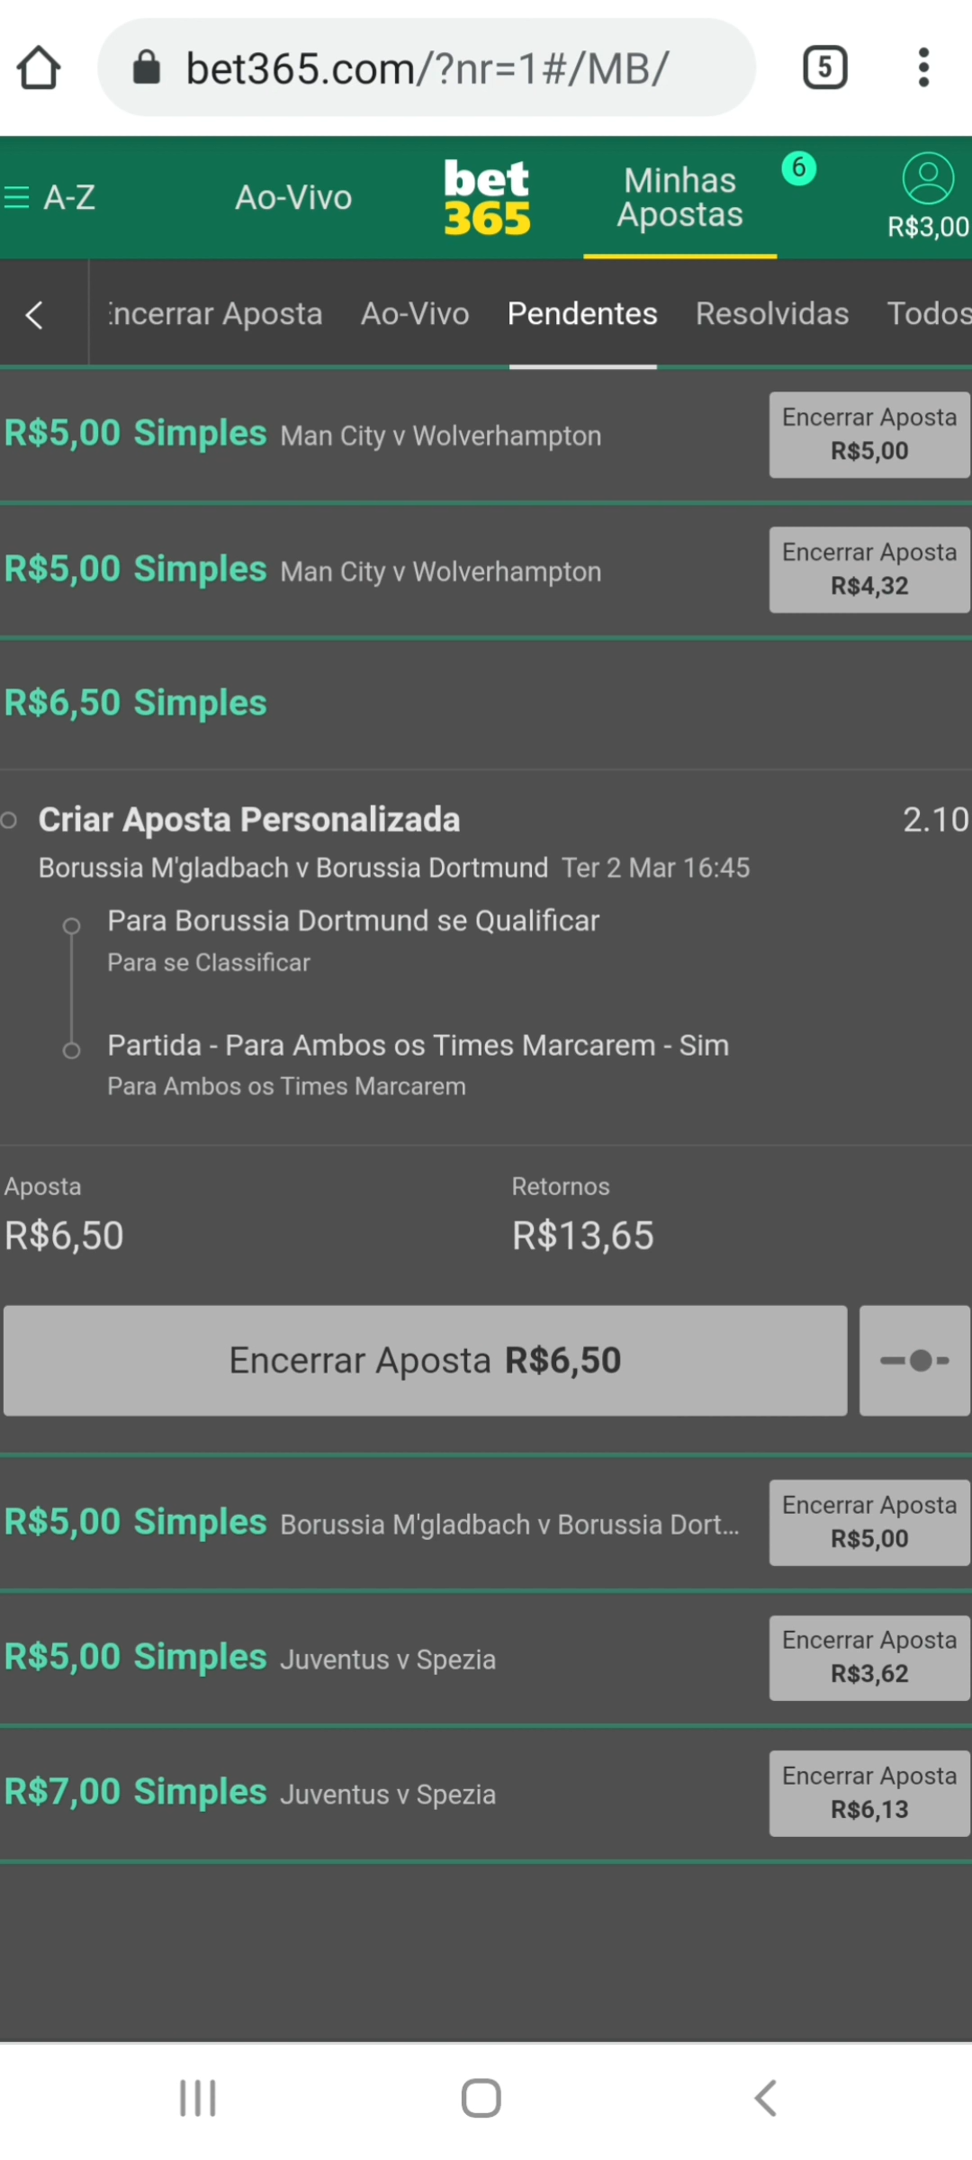 bet365.com/?nr=1#/MB/
5
A-Z
Ao-Vivo
bet
365
Minhas
Apostas
6
R$3,00
ncerrar Aposta
Ao-Vivo
Pendentes
Resolvidas
Todos
R$5,00 Simples Man City v Wolverhampton
Encerrar Aposta
R$5,00
R$5,00 Simples Man City v Wolverhampton
Encerrar Aposta
R$4,32
R$6,50 Simples
Criar Aposta Personalizada
2.10
Borussia M'gladbach v Borussia Dortmund Ter 2 Mar 16:45
Para Borussia Dortmund se Qualificar
Para se Classificar
Partida - Para Ambos os Times Marcarem - Sim
Para Ambos os Times Marcarem
Aposta
Retornos
R$6,50
R$13,65
Encerrar Aposta R$6,50
R$5,00 Simples Borussia M'gladbach v Borussia Dort...
Encerrar Aposta
R$5,00
R$5,00 Simples Juventus v Spezia
Encerrar Aposta
R$3,62
R$7,00 Simples Juventus v Spezia
Encerrar Aposta
R$6,13